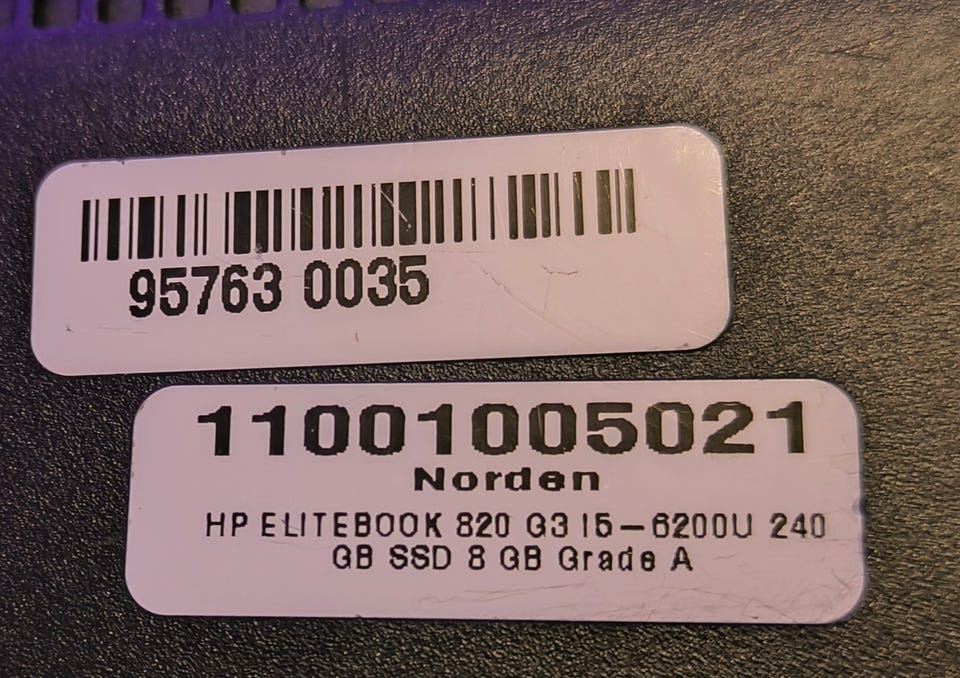 95763 0035
11001005021
Norden
HP ELITEBOOK 820 G3 I5-6200U 240
GB SSD 8 GB Grade A